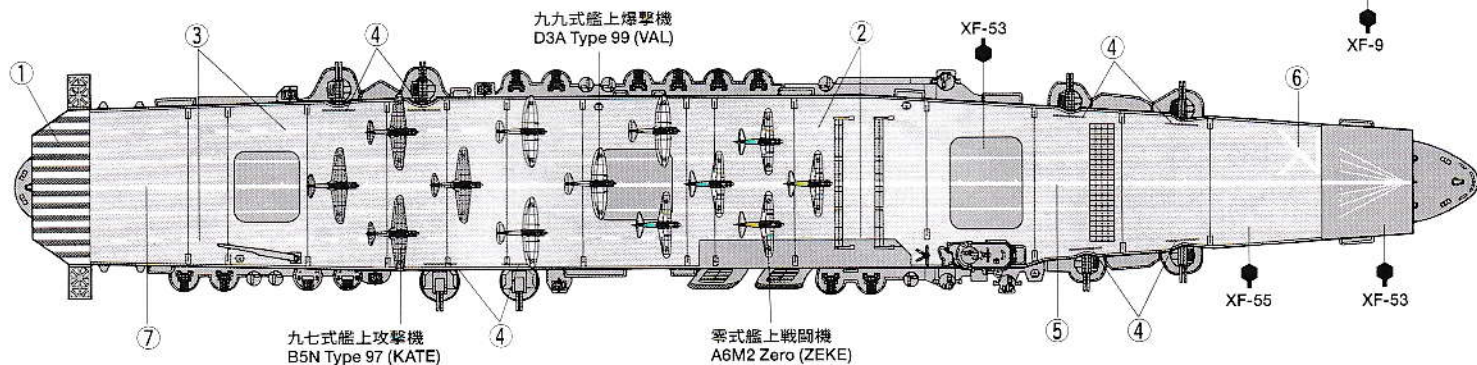 九九式艦上爆撃機
D3A Type 99 (VAL)
XF-53
XF-9
③
④
②
④
①
⑥
⑦
④
⑤
④
XF-55
XF-53
九七式艦上攻撃機
B5N Type 97 (KATE)
零式艦上戦闘機
A6M2 Zero (ZEKE)